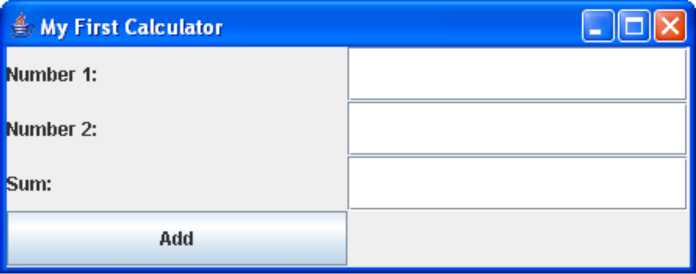 My First Calculator
Number 1:
Number 2:
Sum:
Add